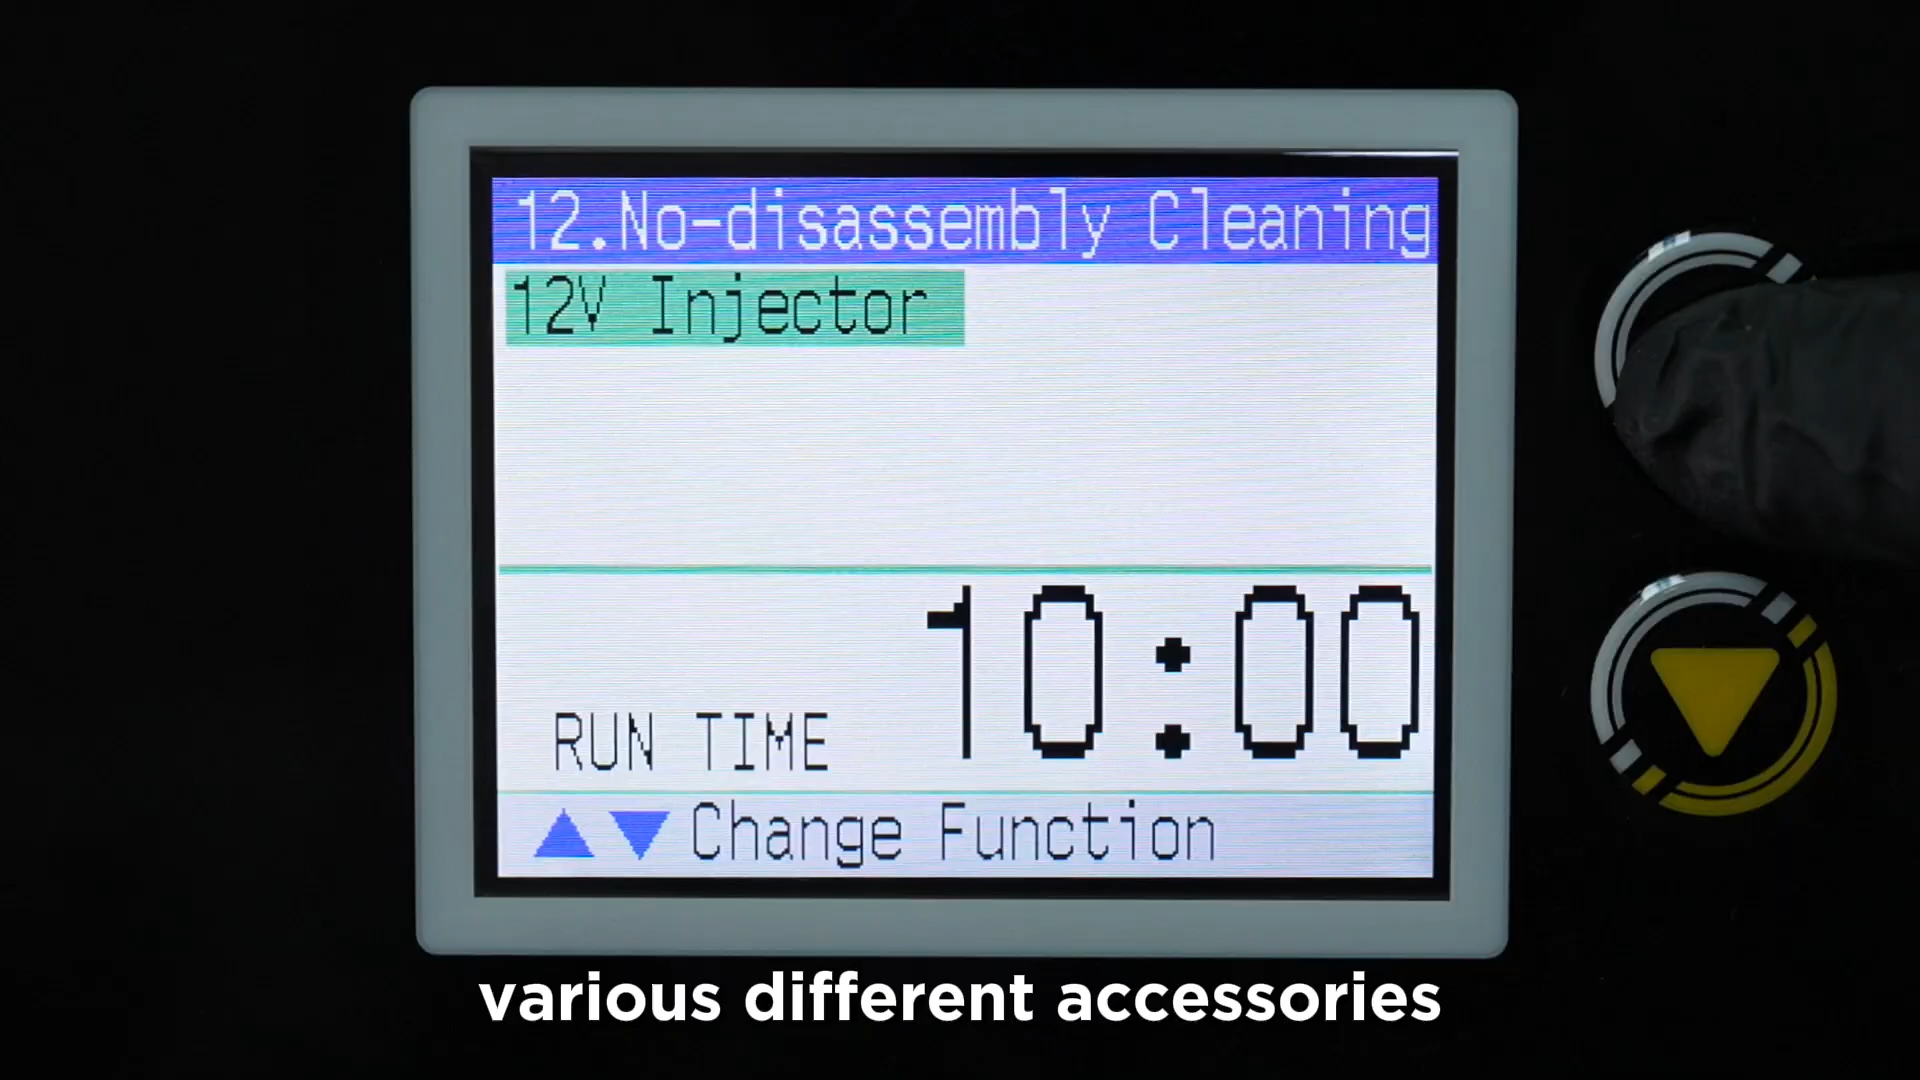 12.No-disassembly Cleaning
12V Injector
10:00
RUN TIME
▲▼Change Function
various different accessories